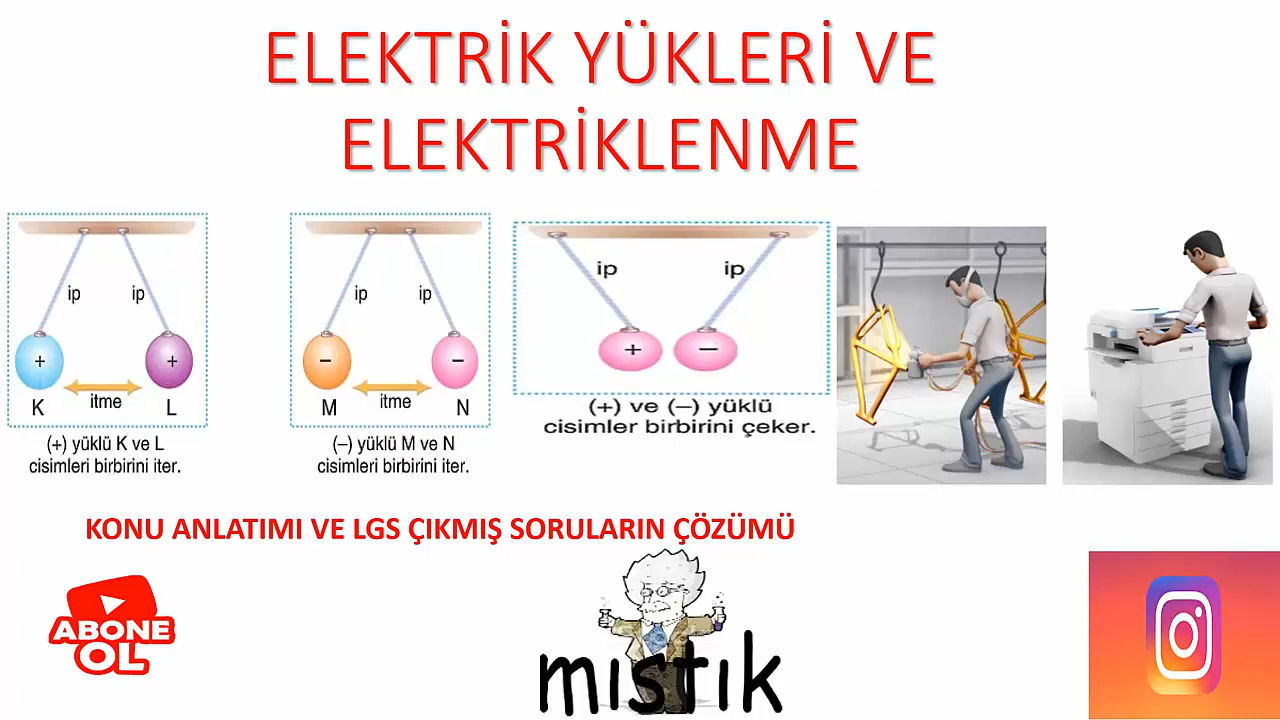 ELEKTRİK YÜKLERİ VE
ELEKTRİKLENME
ip ip
+ +
itme
K L
(+) yüklü K ve L
cisimleri birbirini iter.
ip ip
– –
itme
M N
(–) yüklü M ve N
cisimleri birbirini iter.
ip ip
+ –
(+) ve (–) yüklü
cisimler birbirini çeker.
KONU ANLATIMI VE LGS ÇIKMIŞ SORULARIN ÇÖZÜMÜ
ABONE
OL
mıstık